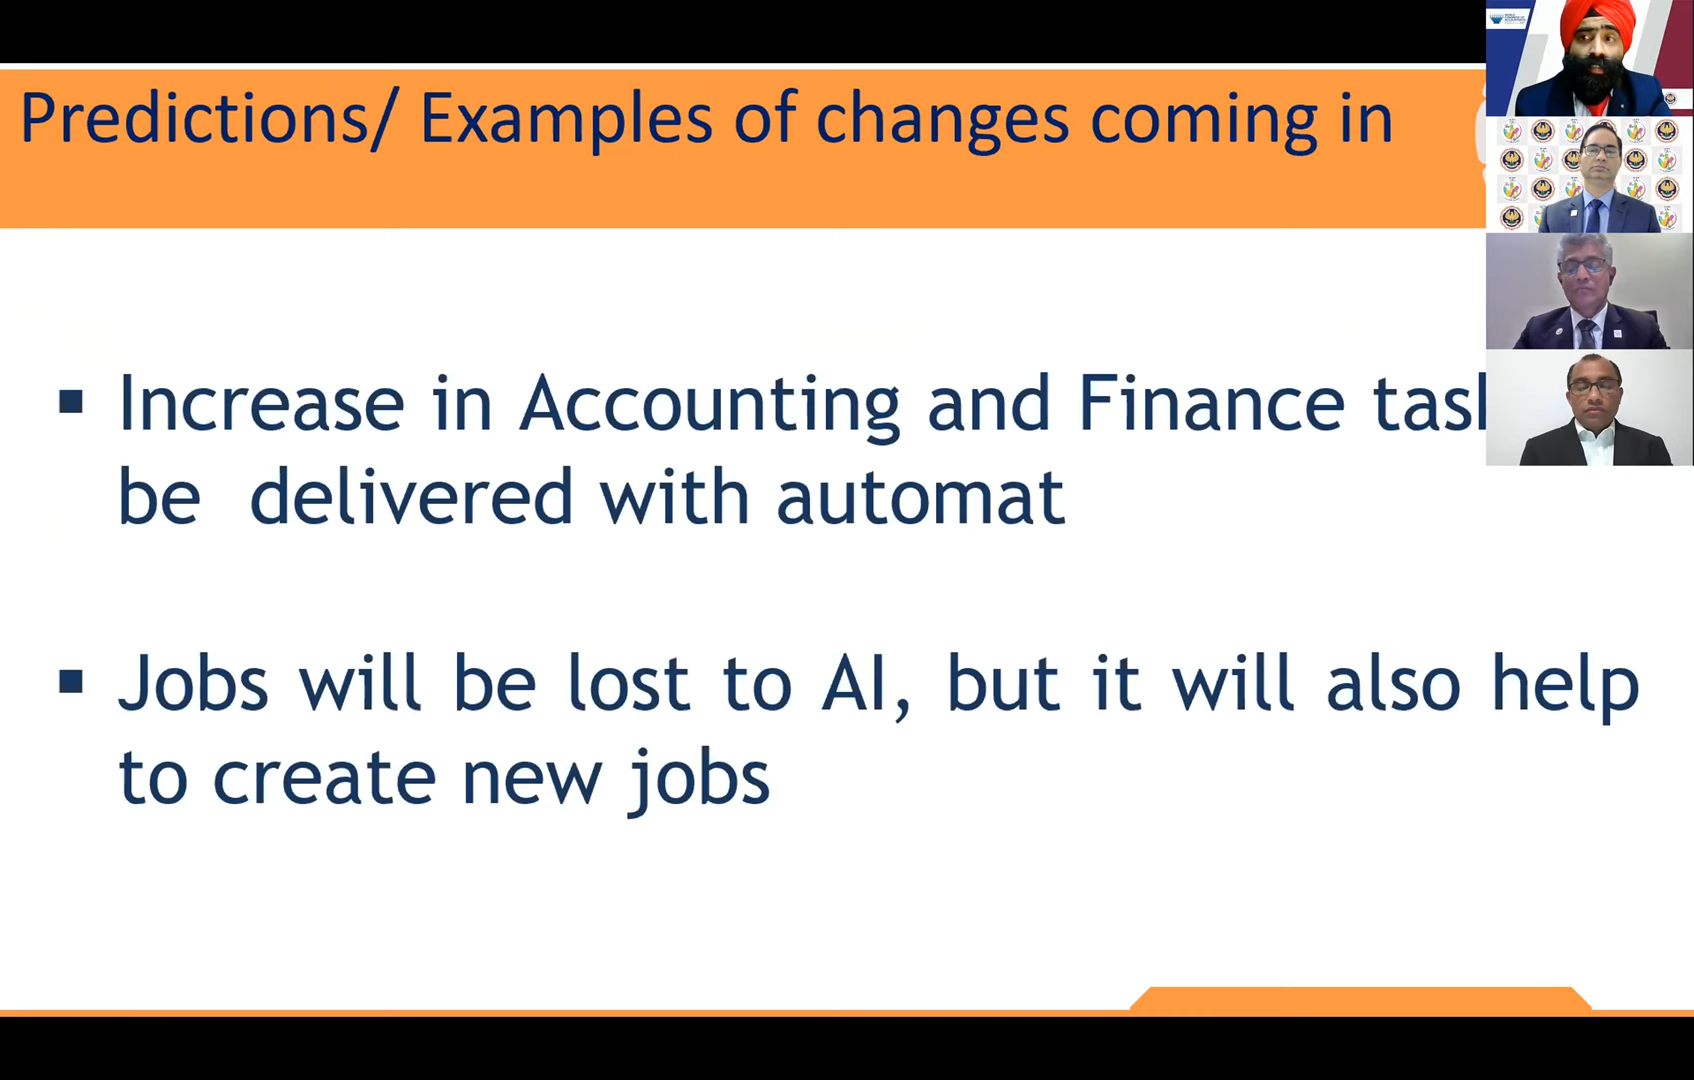 Predictions/ Examples of changes coming in
▪ Increase in Accounting and Finance
be delivered with automat
▪ Jobs will be lost to AI, but it will also help
to create new jobs